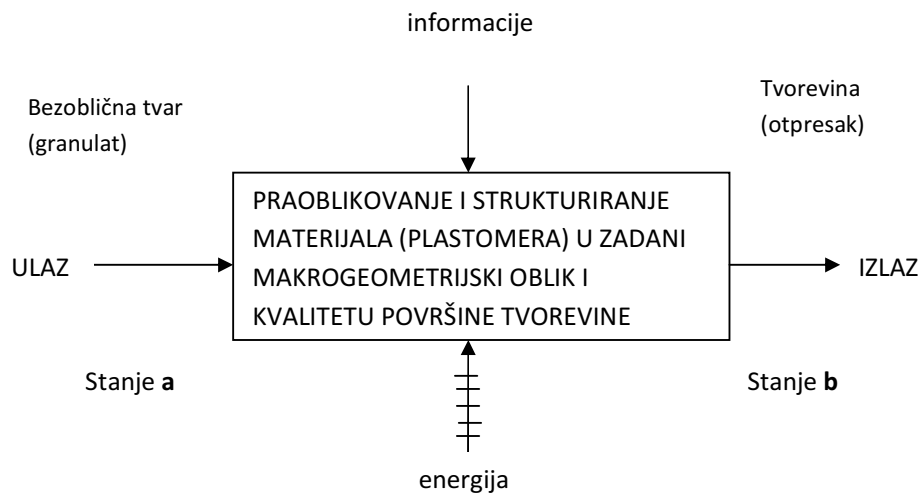 informacije
Bezoblična tvar
(granulat)
Tvorevina
(otpresak)
PRAOBLIKOVANJE I STRUKTURIRANJE
MATERIJALA (PLASTOMERA) U ZADANI
MAKROGEOMETRIJSKI OBLIK I
KVALITETU POVRŠINE TVOREVINE
ULAZ
IZLAZ
Stanje a
Stanje b
energija